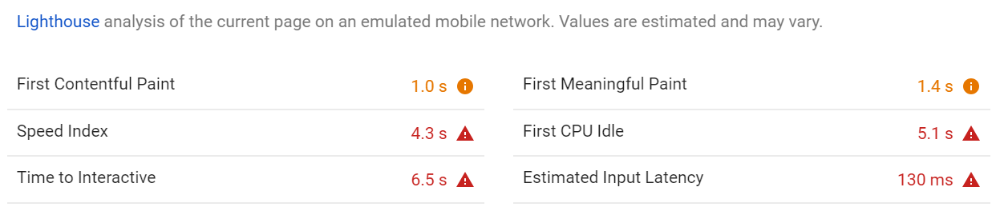 Lighthouse analysis of the current page on an emulated mobile network. Values are estimated and may vary.
First Contentful Paint 1.0 s
First Meaningful Paint 1.4 s
Speed Index 4.3 s
First CPU Idle 5.1 s
Time to Interactive 6.5 s
Estimated Input Latency 130 ms